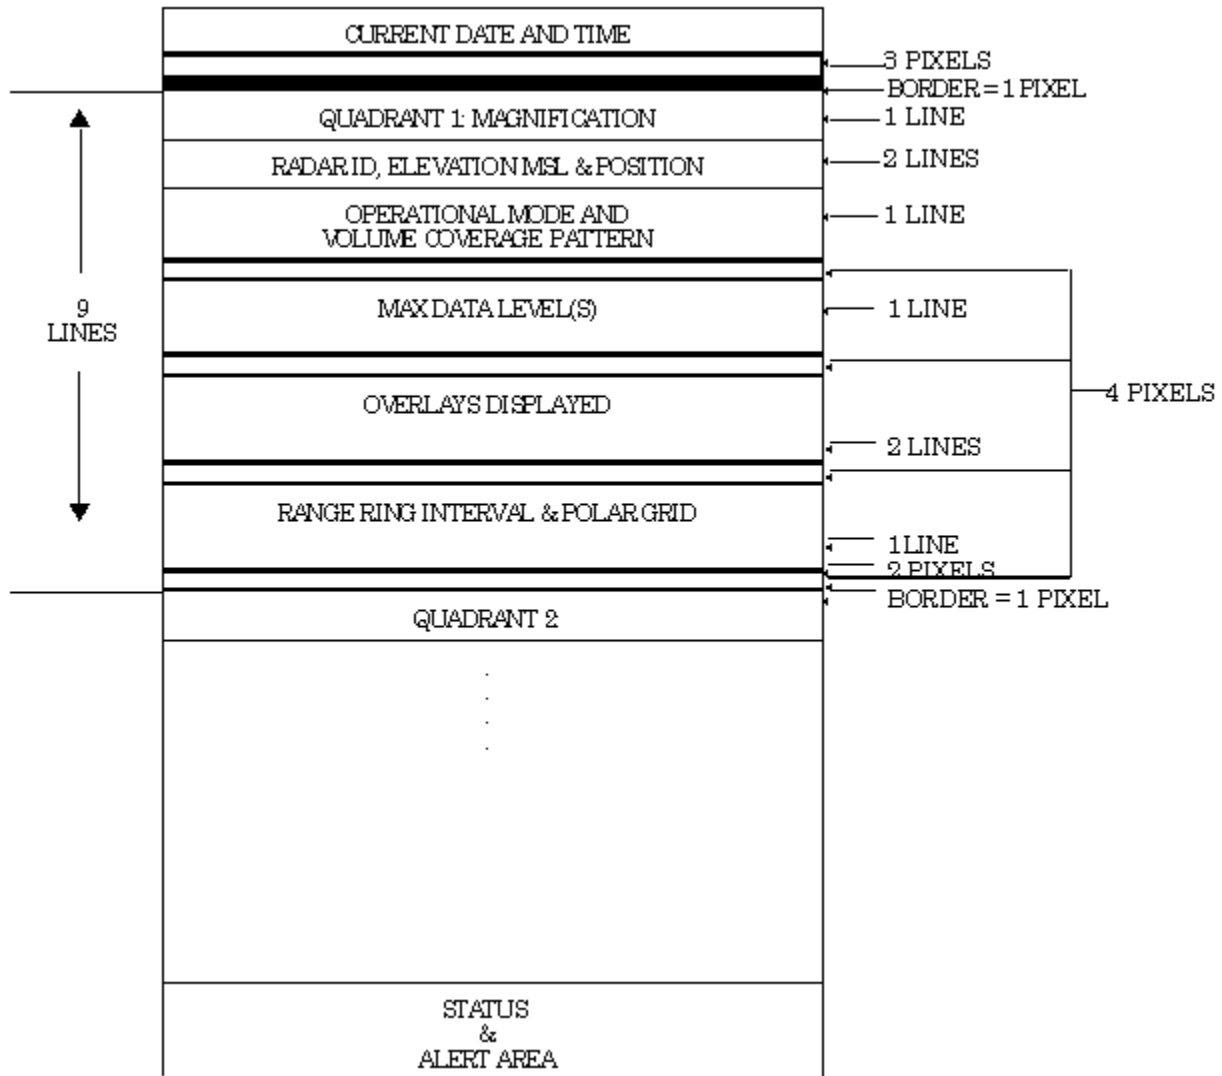 CURRENT DATE AND TIME
3 PIXELS
BORDER = 1 PIXEL
QUADRANT 1: MAGNIFICATION
1 LINE
RADAR ID, ELEVATION MSL & POSITION
2 LINES
OPERATIONAL MODE AND
VOLUME COVERAGE PATTERN
1 LINE
9
LINES
MAX DATA LEVEL(S)
1 LINE
4 PIXELS
OVERLAYS DISPLAYED
2 LINES
RANGE RING INTERVAL & POLAR GRID
1 LINE
2 PIXELS
BORDER = 1 PIXEL
QUADRANT 2
STATUS
&
ALERT AREA